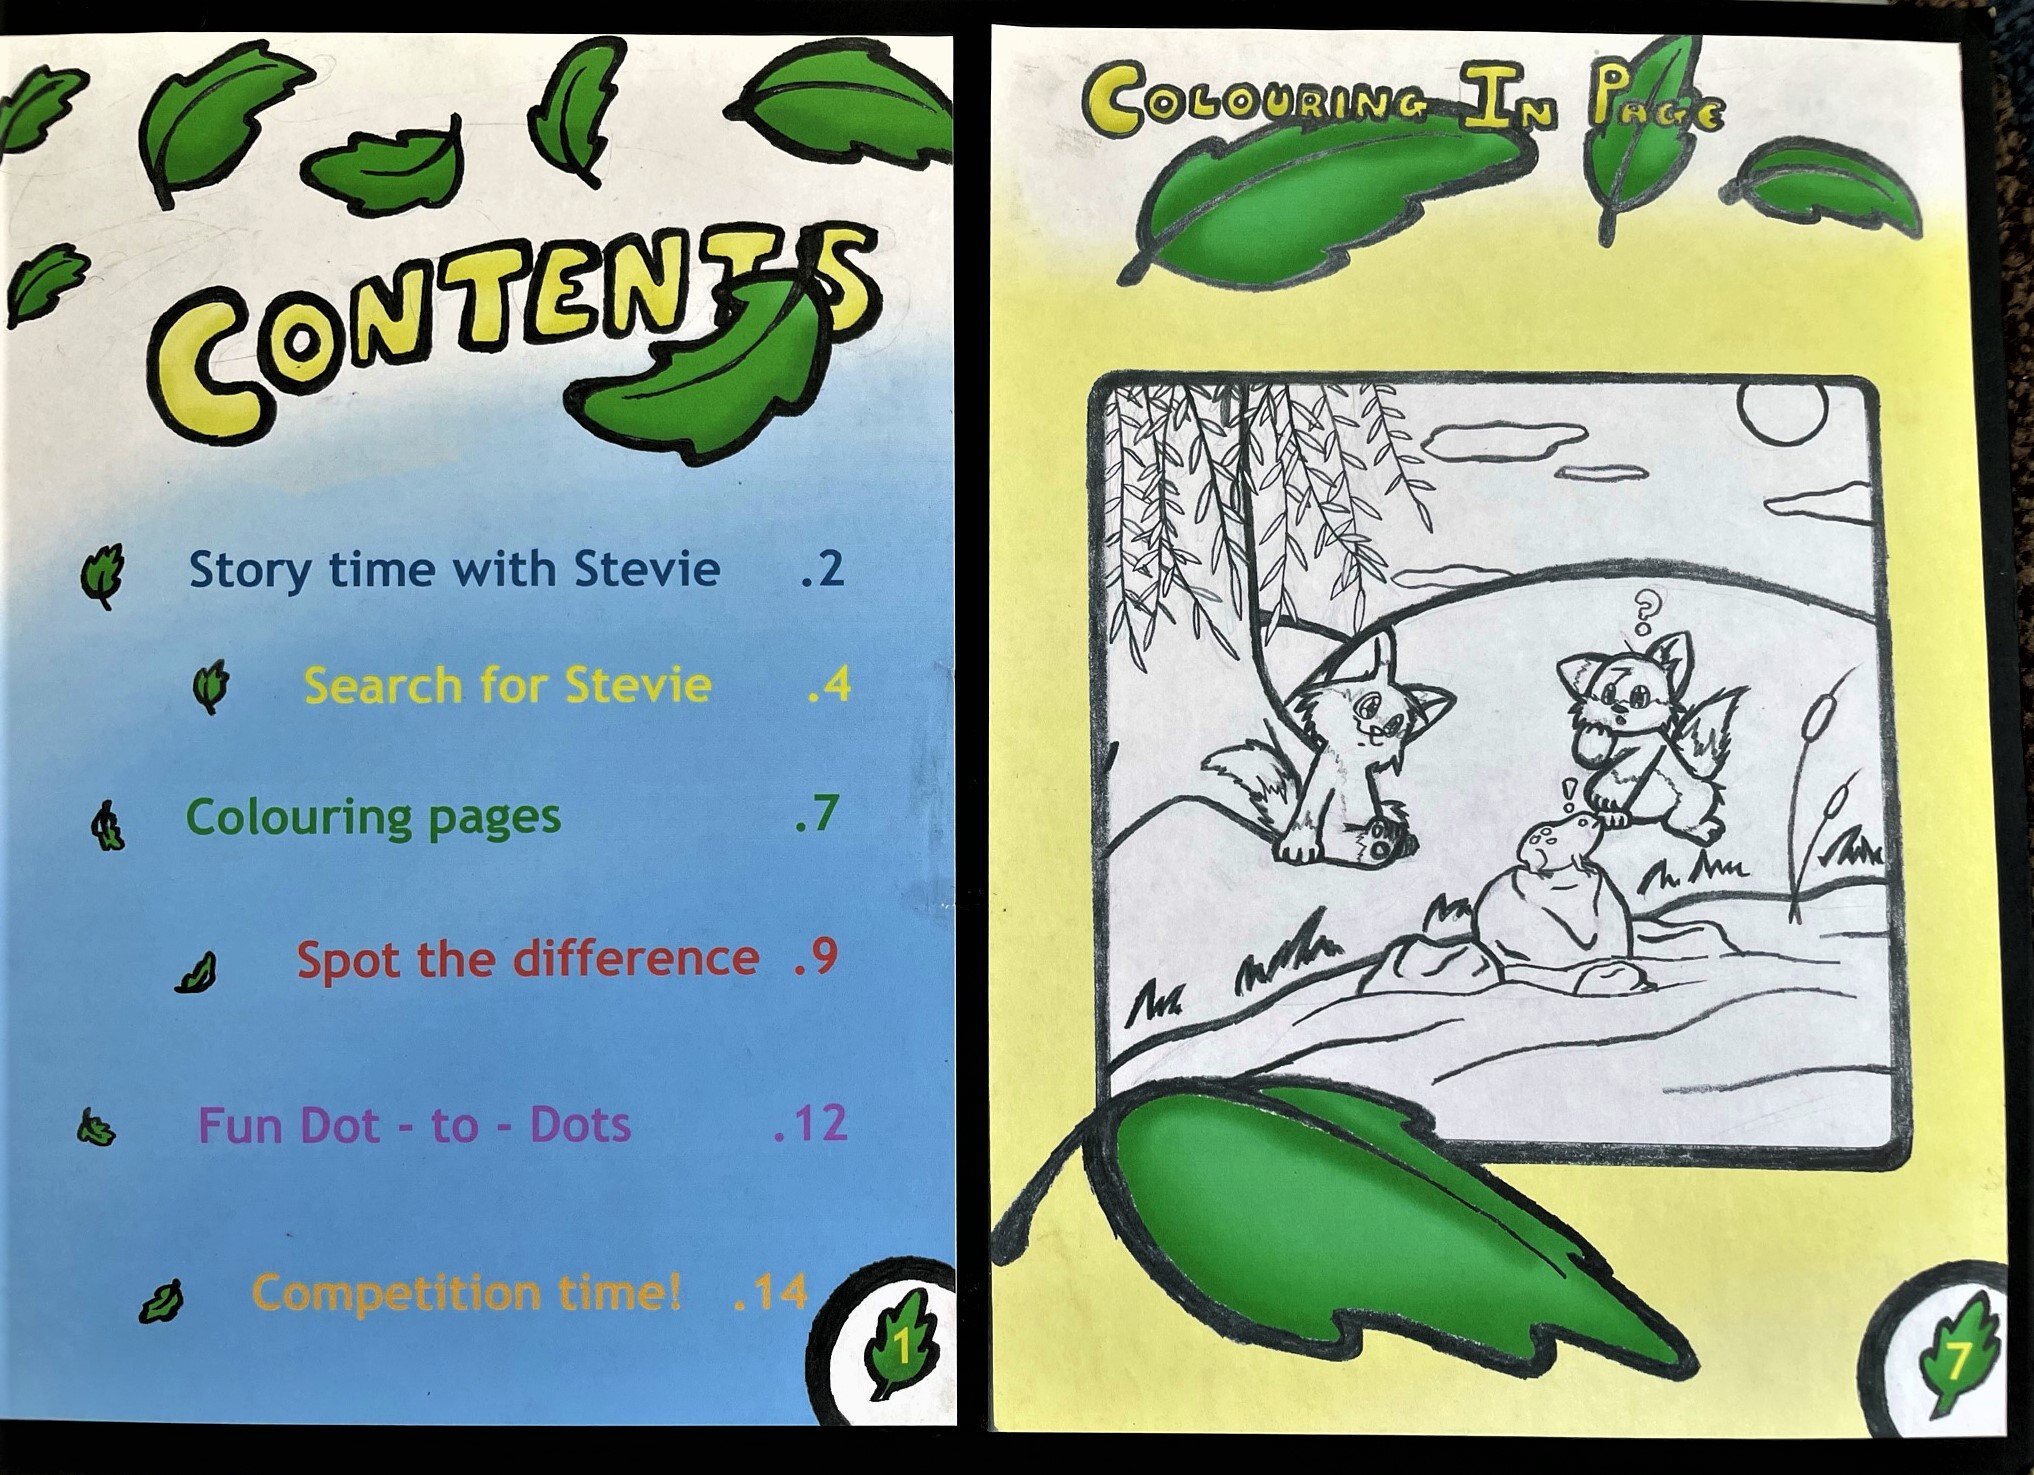 CONTENTS
Story time with Stevie .2
Search for Stevie .4
Colouring pages .7
Spot the difference .9
Fun Dot - to - Dots .12
Competition time! .14
1
COLOURING IN PAGE
?
!
7